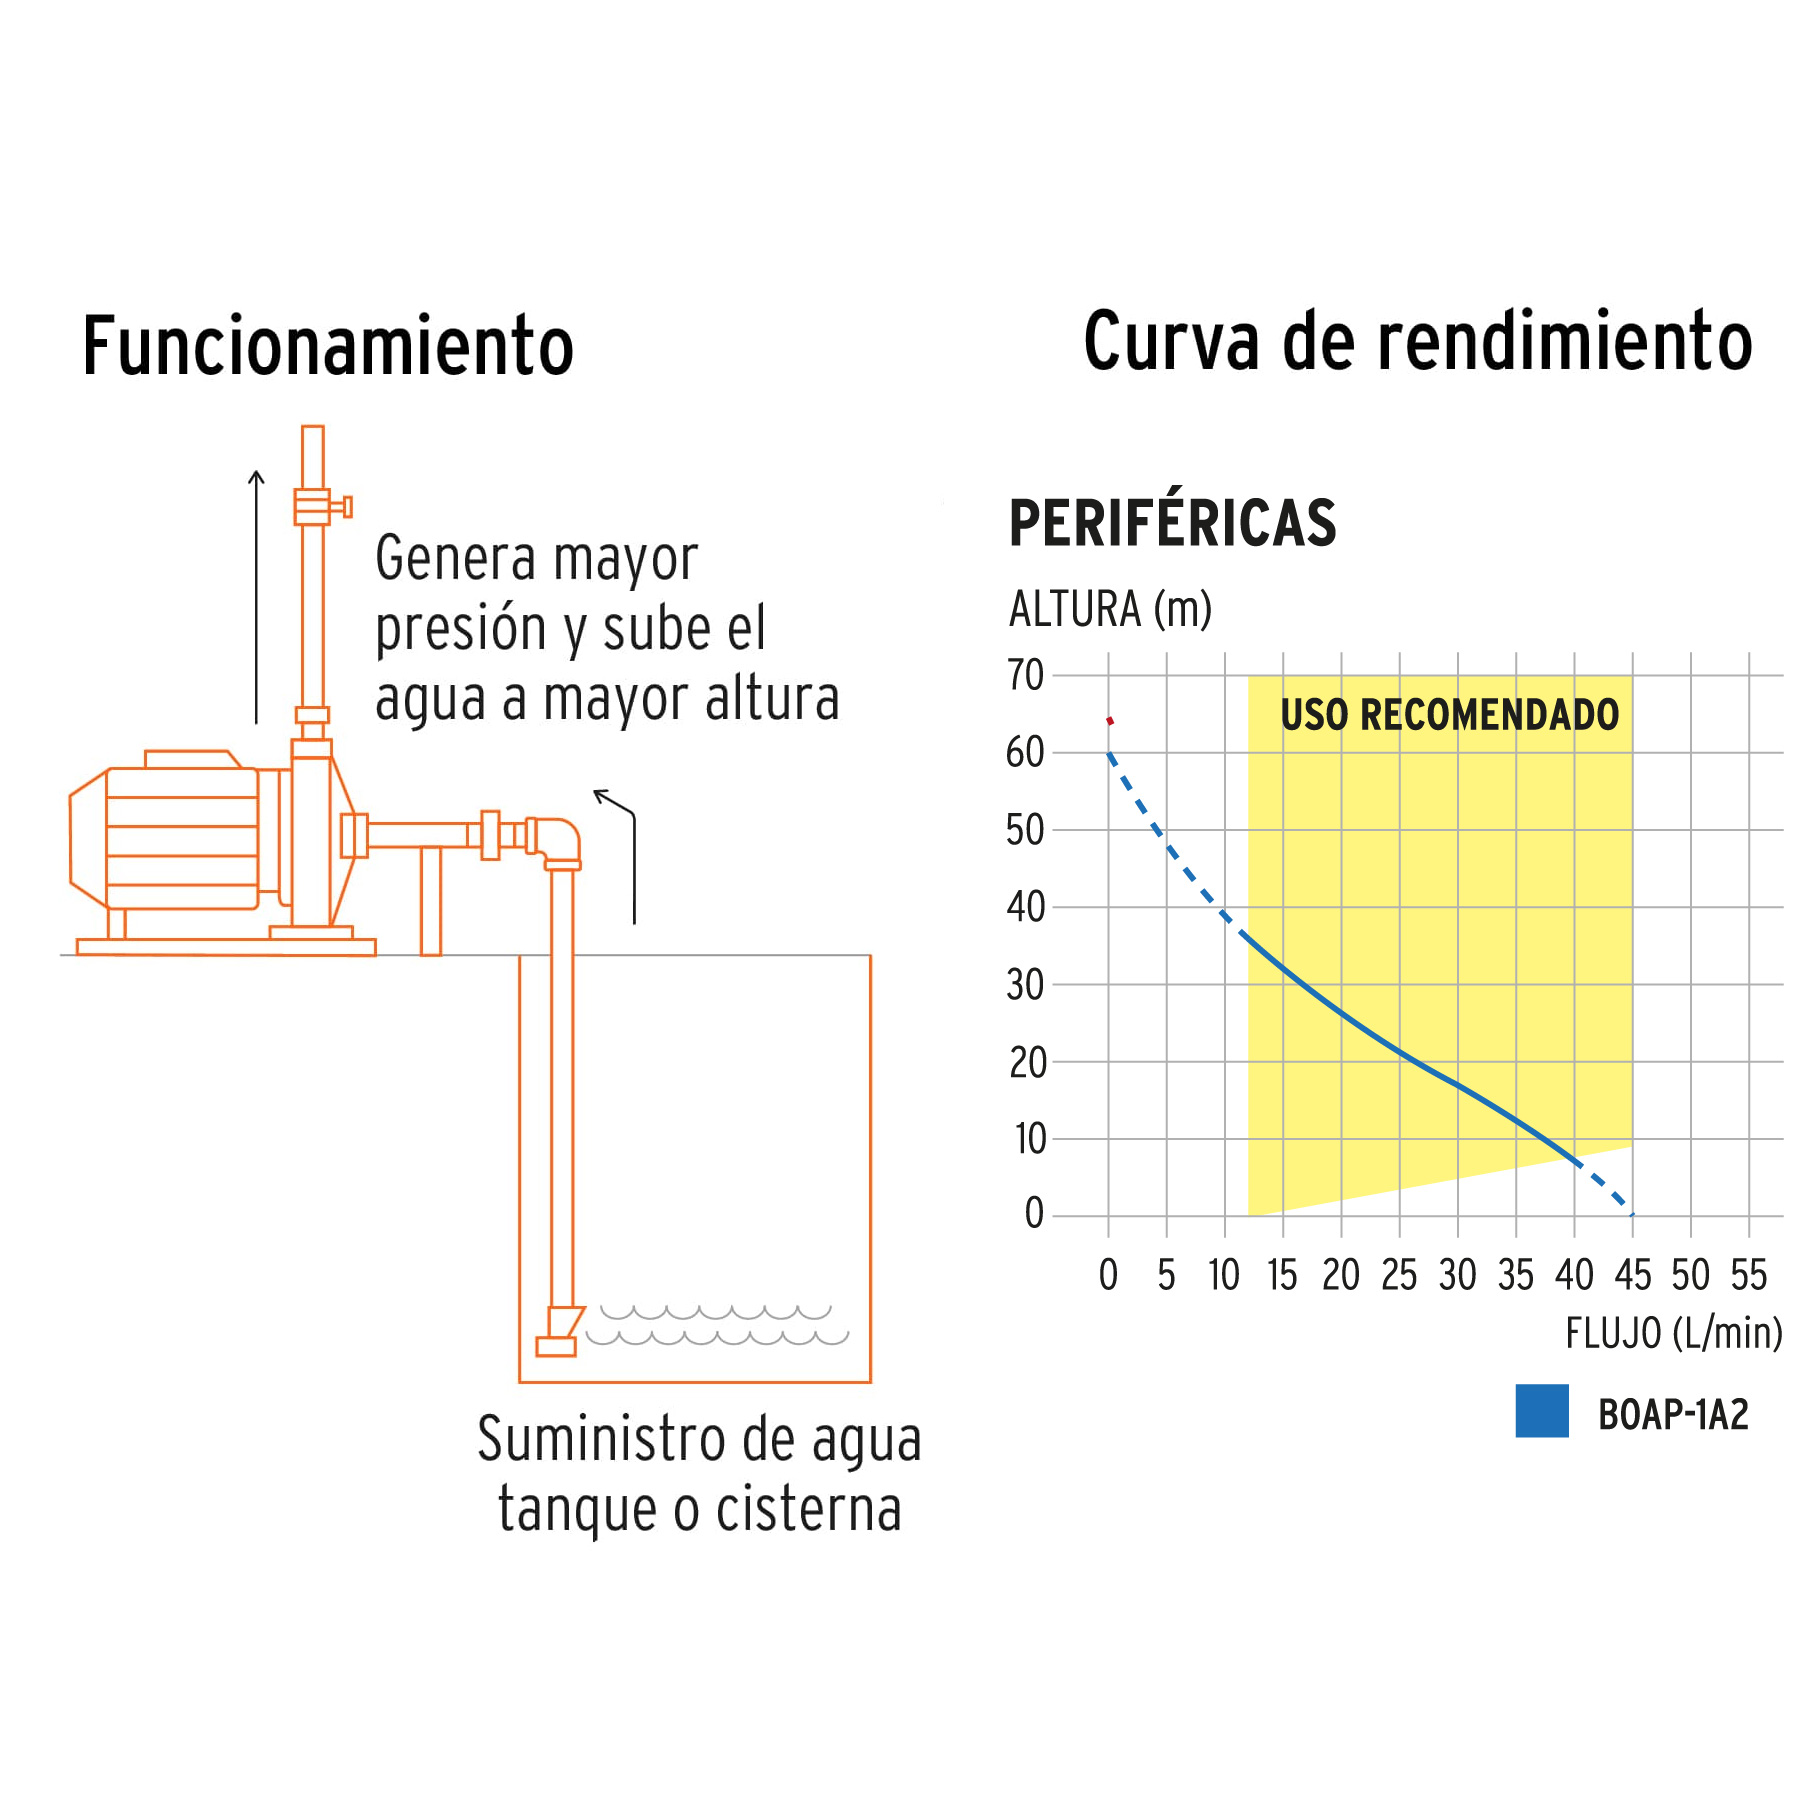 Funcionamiento
Genera mayor
presión y sube el
agua a mayor altura
Suministro de agua
tanque o cisterna
Curva de rendimiento
PERIFÉRICAS
ALTURA (m)
70
60
50
40
30
20
10
0
USO RECOMENDADO
0 5 10 15 20 25 30 35 40 45 50 55
FLUJO (L/min)
BOAP-1A2